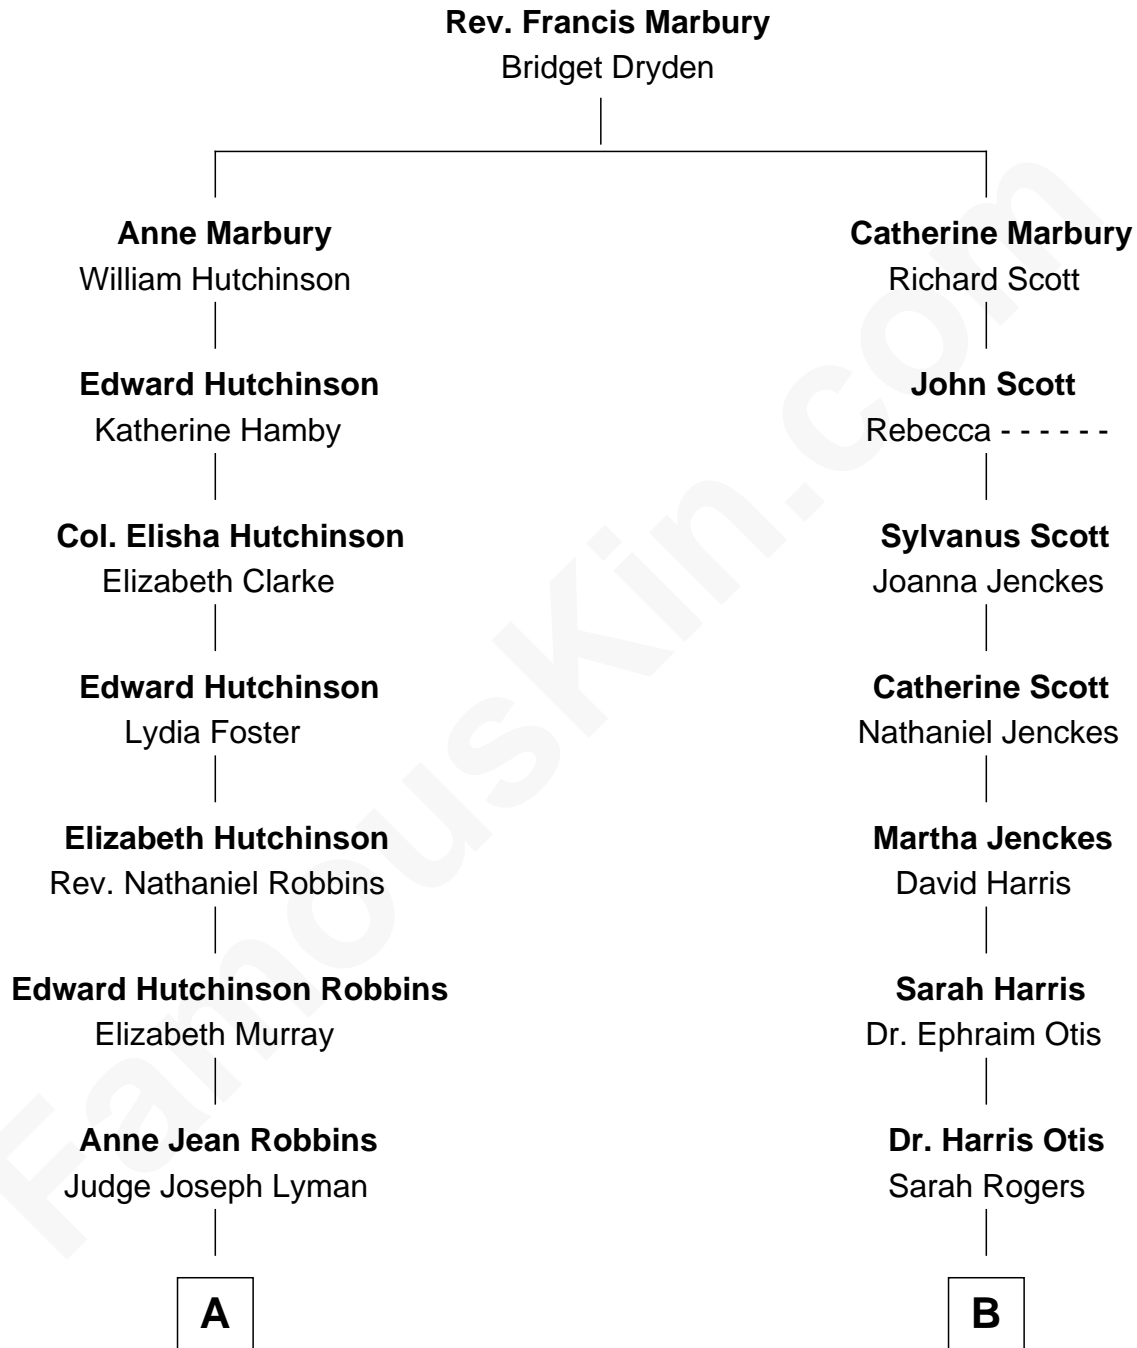 Rev. Francis Marbury
Bridget Dryden
Anne Marbury
William Hutchinson
Catherine Marbury
Richard Scott
Edward Hutchinson
Katherine Hamby
John Scott
Rebecca - - - - - -
Col. Elisha Hutchinson
Elizabeth Clarke
Sylvanus Scott
Joanna Jenckes
Edward Hutchinson
Lydia Foster
Catherine Scott
Nathaniel Jenckes
Elizabeth Hutchinson
Rev. Nathaniel Robbins
Martha Jenckes
David Harris
Edward Hutchinson Robbins
Elizabeth Murray
Sarah Harris
Dr. Ephraim Otis
Anne Jean Robbins
Judge Joseph Lyman
Dr. Harris Otis
Sarah Rogers
A
B
FamousKin.com